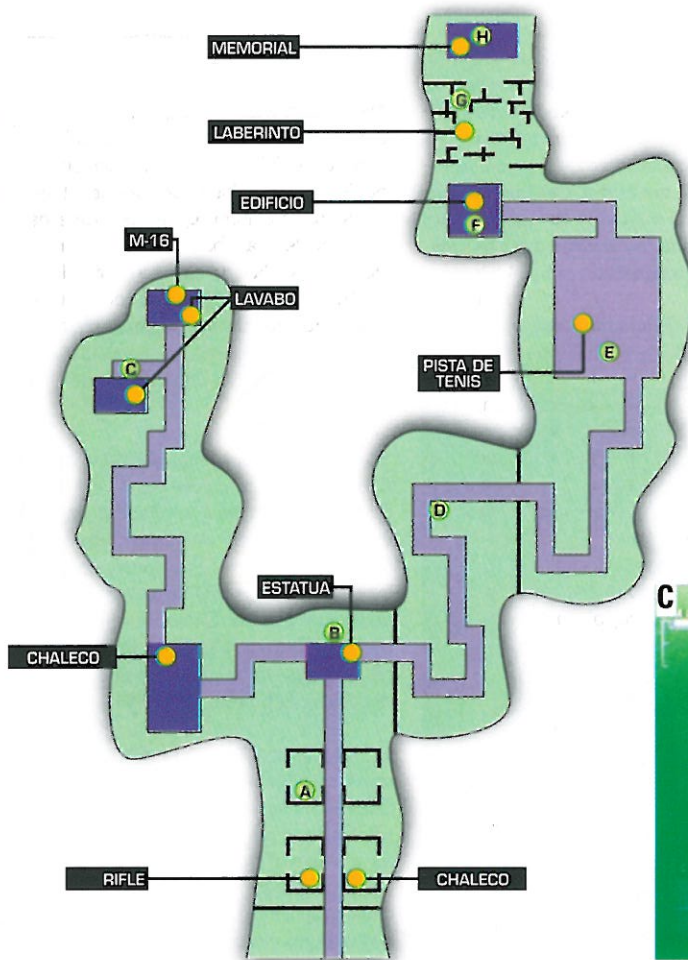 MEMORIAL
H
G
LABERINTO
EDIFICIO
F
M-16
LAVABO
C
E
PISTA DE
TENIS
D
ESTATUA
B
C
CHALECO
A
RIFLE
CHALECO